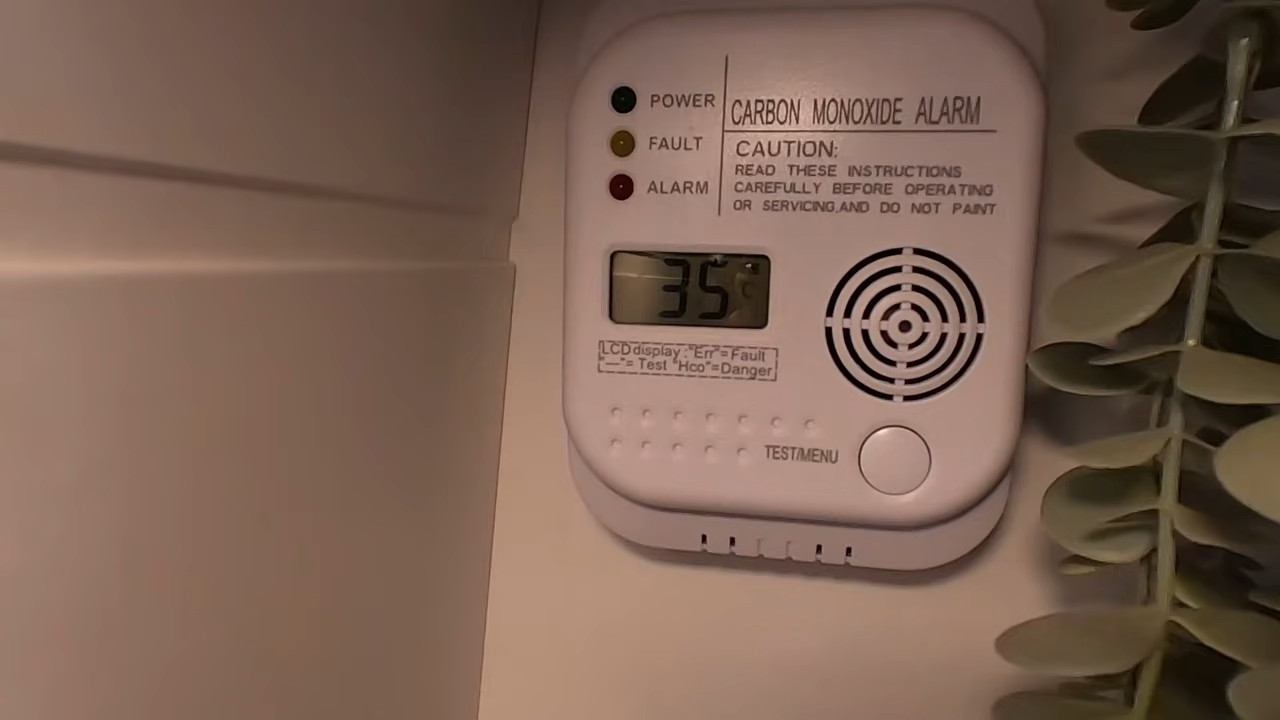 POWER
FAULT
ALARM
CARBON MONOXIDE ALARM
CAUTION:
READ THESE INSTRUCTIONS
CAREFULLY BEFORE OPERATING
OR SERVICING,AND DO NOT PAINT
35
LCD display :"Err"= Fault
"—"= Test "Hco"=Danger
TEST/MENU